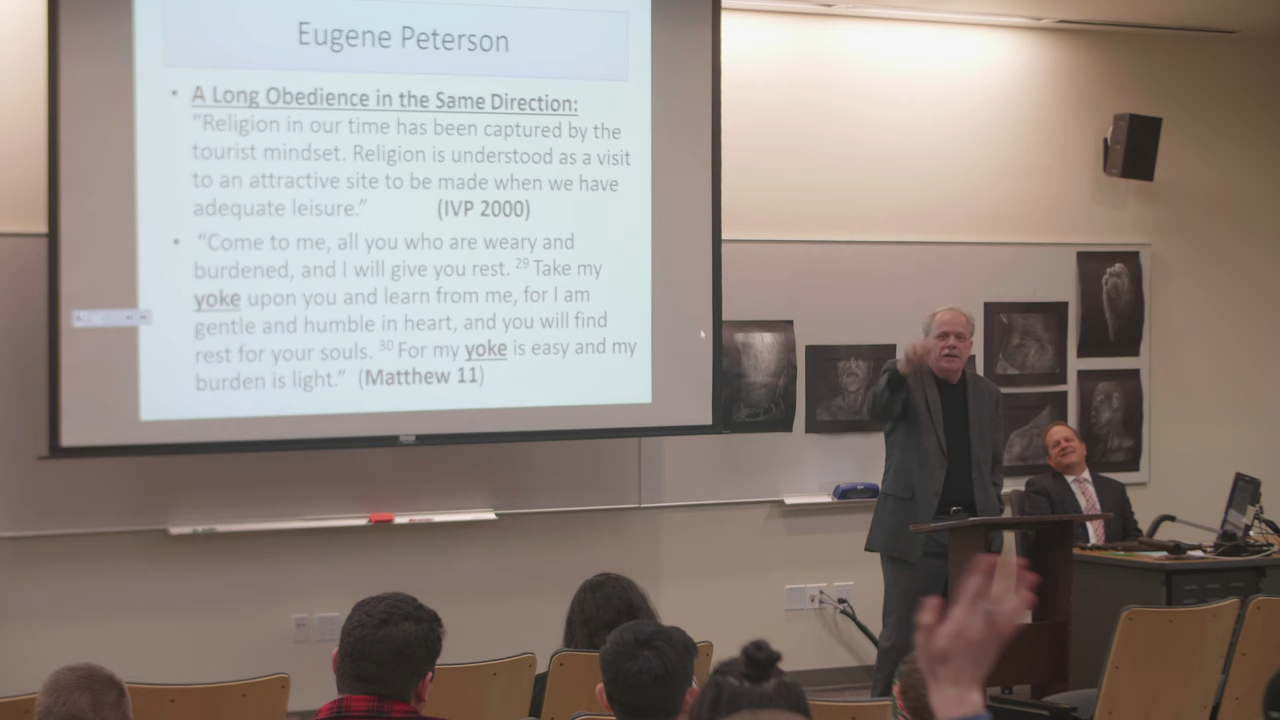 Eugene Peterson
• A Long Obedience in the Same Direction:
“Religion in our time has been captured by the
tourist mindset. Religion is understood as a visit
to an attractive site to be made when we have
adequate leisure.” (IVP 2000)
• “Come to me, all you who are weary and
burdened, and I will give you rest. 29 Take my
yoke upon you and learn from me, for I am
gentle and humble in heart, and you will find
rest for your souls. 30 For my yoke is easy and my
burden is light.” (Matthew 11)